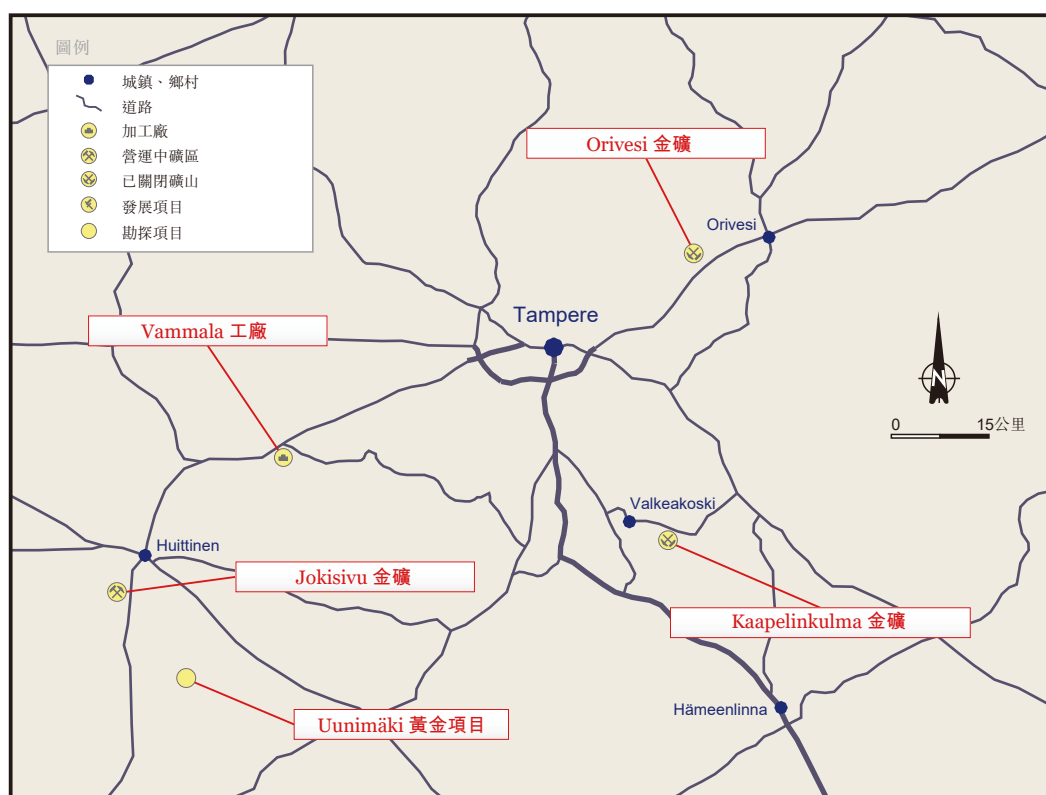 圖例
城鎮、鄉村
道路
加工廠
營運中礦區
已關閉礦山
發展項目
勘探項目
Orivesi 金礦
Orivesi
Tampere
Vammala 工廠
N
0 15公里
Valkeakoski
Huittinen
Jokisivu 金礦
Kaapelinkulma 金礦
Hämeenlinna
Uunimäki 黃金項目